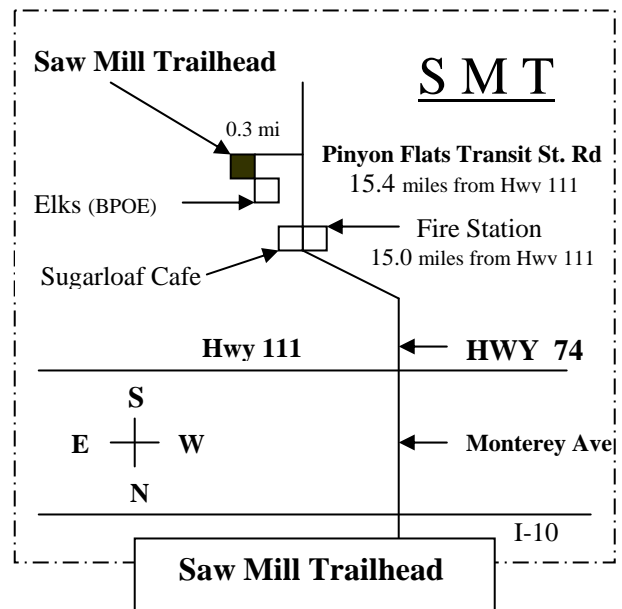 Saw Mill Trailhead
S M T
0.3 mi
Pinyon Flats Transit St. Rd
15.4 miles from Hwy 111
Elks (BPOE)
Fire Station
15.0 miles from Hwy 111
Sugarloaf Cafe
Hwy 111
HWY 74
S
E W
N
Monterey Ave
I-10
Saw Mill Trailhead